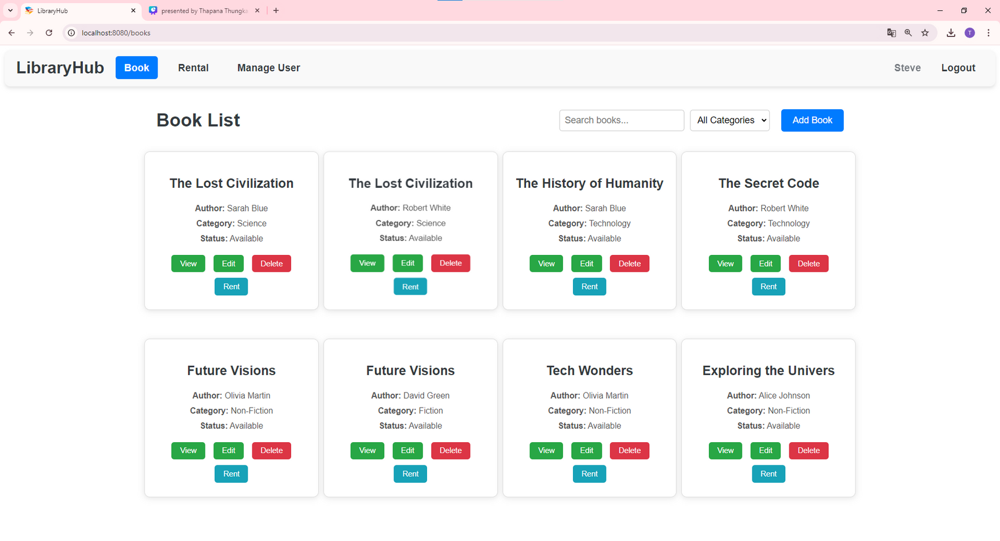 LibraryHub
presented by Thapana Thungka
localhost:8080/books
T
LibraryHub Book Rental Manage User Steve Logout
Book List Search books... All Categories Add Book
The Lost Civilization
Author: Sarah Blue
Category: Science
Status: Available
View Edit Delete
Rent
The Lost Civilization
Author: Robert White
Category: Science
Status: Available
View Edit Delete
Rent
The History of Humanity
Author: Sarah Blue
Category: Technology
Status: Available
View Edit Delete
Rent
The Secret Code
Author: Robert White
Category: Technology
Status: Available
View Edit Delete
Rent
Future Visions
Author: Olivia Martin
Category: Non-Fiction
Status: Available
View Edit Delete
Rent
Future Visions
Author: David Green
Category: Fiction
Status: Available
View Edit Delete
Rent
Tech Wonders
Author: Olivia Martin
Category: Non-Fiction
Status: Available
View Edit Delete
Rent
Exploring the Univers
Author: Alice Johnson
Category: Non-Fiction
Status: Available
View Edit Delete
Rent